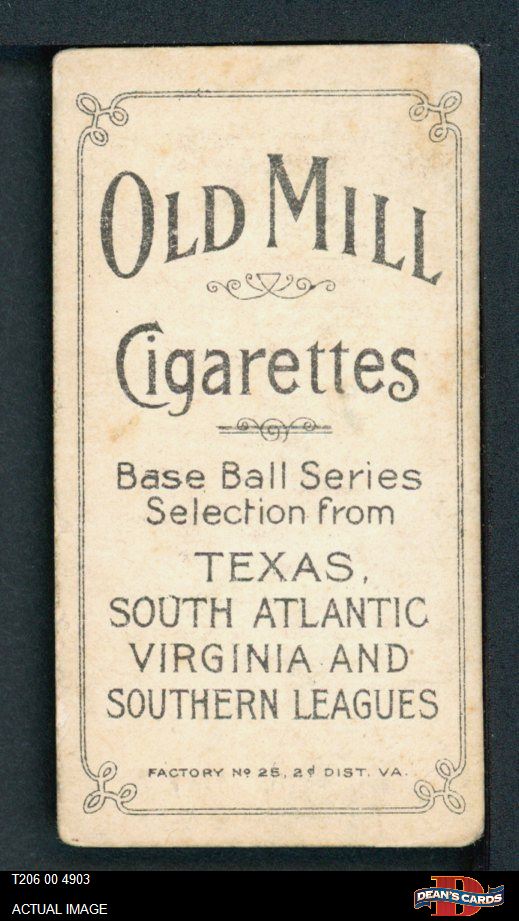 OLD MILL
Cigarettes
Base Ball Series
Selection from
TEXAS,
SOUTH ATLANTIC
VIRGINIA AND
SOUTHERN LEAGUES
FACTORY Nº 25, 2ᵈ DIST. VA.
T206 00 4903
ACTUAL IMAGE
DEAN'S CARDS